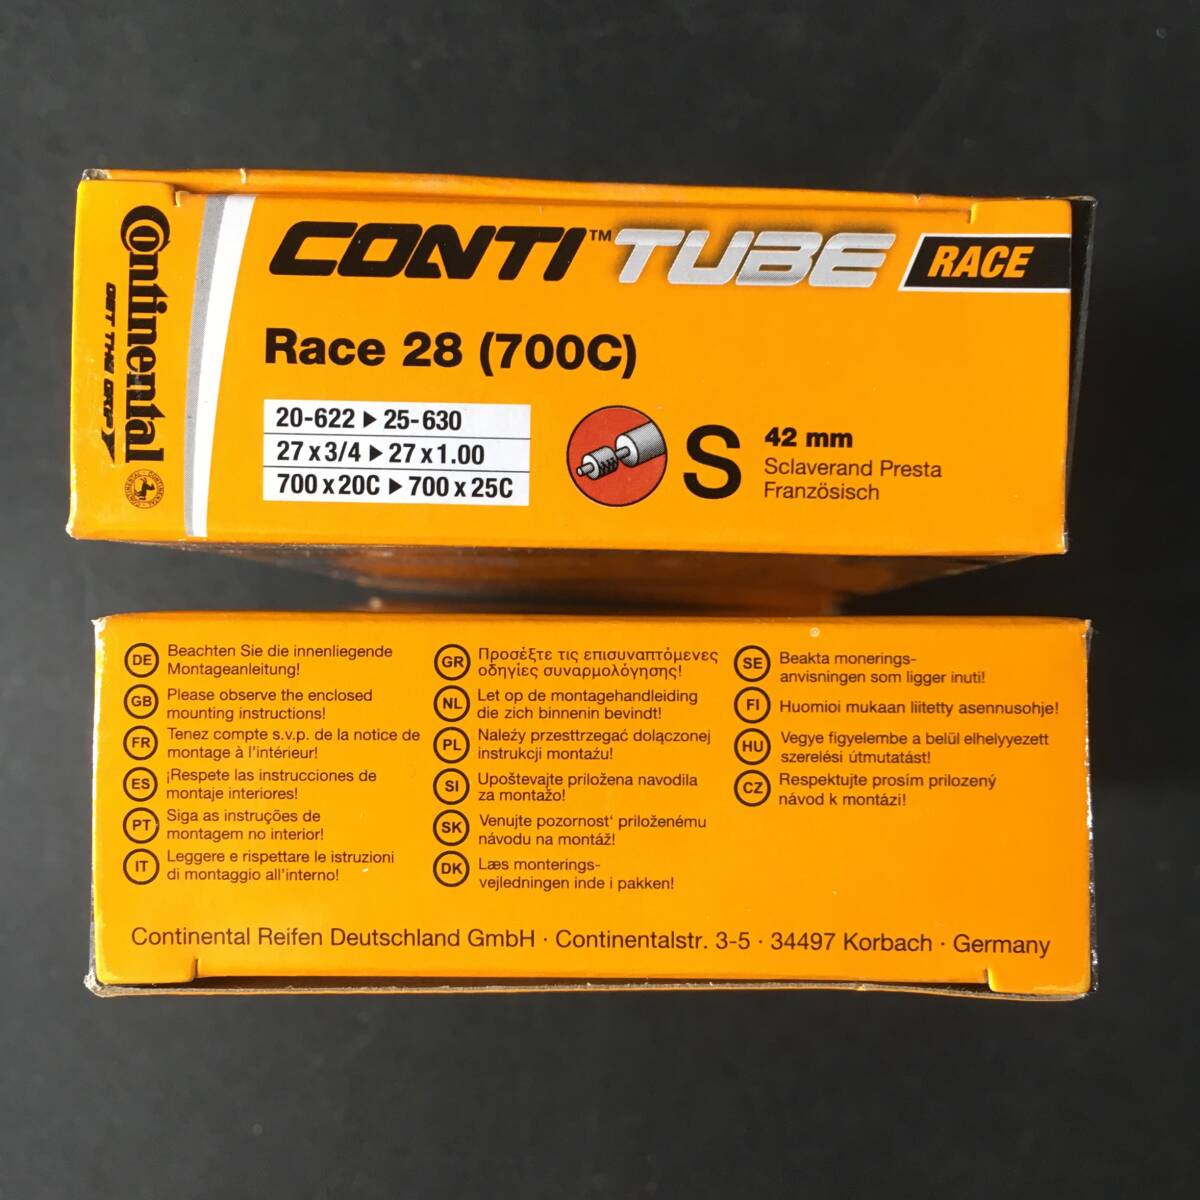 Continental
GET THE GRIP
CONTI™ TUBE RACE
Race 28 (700C)
20-622 ▶ 25-630
27 x 3/4 ▶ 27 x 1.00
700 x 20C ▶ 700 x 25C
S
42 mm
Sclaverand Presta
Französisch
DE Beachten Sie die innenliegende
Montageanleitung!
GB Please observe the enclosed
mounting instructions!
FR Tenez compte s.v.p. de la notice de
montage à l'intérieur!
ES ¡Respete las instrucciones de
montaje interiores!
PT Siga as instruções de
montagem no interior!
IT Leggere e rispettare le istruzioni
di montaggio all'interno!
GR Προσέξτε τις επισυναπτόμενες
οδηγίες συναρμολόγησης!
NL Let op de montagehandleiding
die zich binnenin bevindt!
PL Należy przesttrzegać dołączonej
instrukcji montażu!
SI Upoštevajte priložena navodila
za montažo!
SK Venujte pozornosť priloženému
návodu na montáž!
DK Læs monterings-
vejledningen inde i pakken!
SE Beakta monerings-
anvisningen som ligger inuti!
FI Huomioi mukaan liitetty asennusohje!
HU Vegye figyelembe a belül elhelyyezett
szerelési útmutatást!
CZ Respektujte prosím prilozený
návod k montázi!
Continental Reifen Deutschland GmbH · Continentalstr. 3-5 · 34497 Korbach · Germany